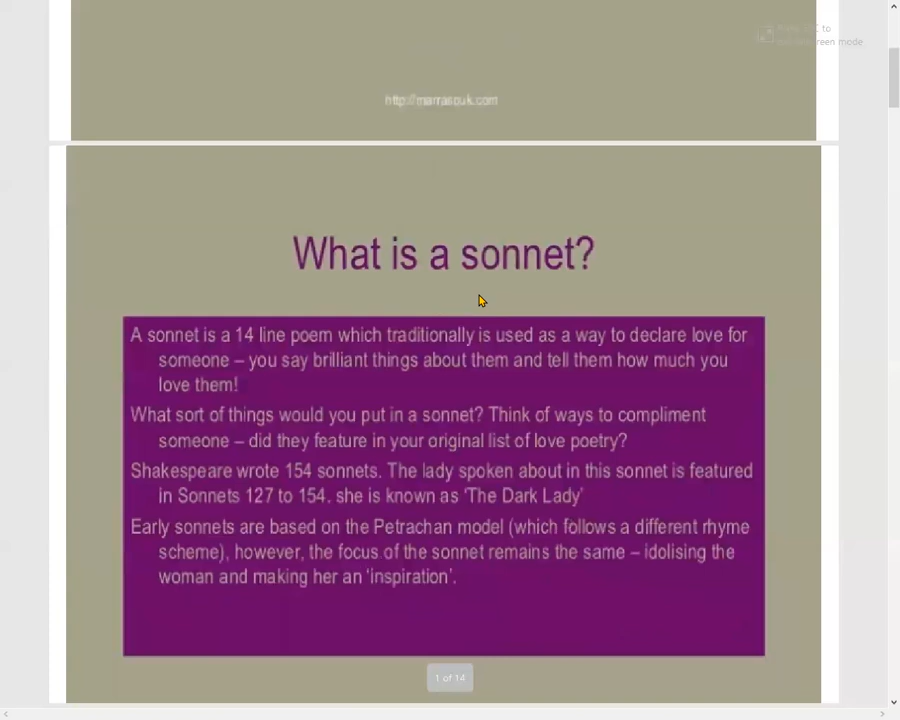 to
screen mode
What is a sonnet?
A sonnet is a 14 line poem which traditionally is used as a way to declare love for
someone – you say brilliant things about them and tell them how much you
love them!
What sort of things would you put in a sonnet? Think of ways to compliment
someone – did they feature in your original list of love poetry?
Shakespeare wrote 154 sonnets. The lady spoken about in this sonnet is featured
in Sonnets 127 to 154. she is known as ‘The Dark Lady’
Early sonnets are based on the Petrachan model (which follows a different rhyme
scheme), however, the focus of the sonnet remains the same – idolising the
woman and making her an ‘inspiration’.
1 of 14